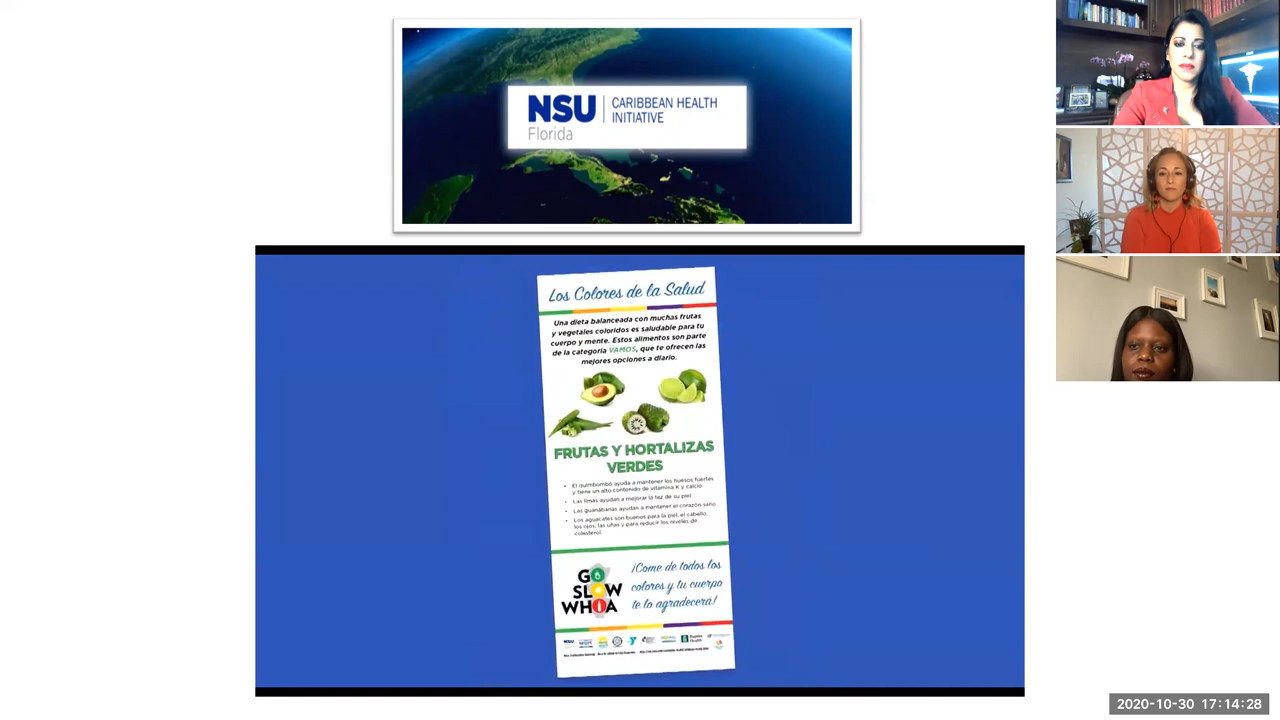 NSU
Florida
CARIBBEAN HEALTH
INITIATIVE
Los Colores de la Salud
Una dieta balanceada con muchas frutas
y vegetales coloridos es saludable para tu
cuerpo y mente. Estos alimentos son parte
de la categoría VAMOS, que te ofrecen las
mejores opciones a diario.
FRUTAS Y HORTALIZAS
VERDES
• El quimbombó ayuda a mantener los huesos fuertes
y tiene un alto contenido de vitamina K y calcio
• Las limas ayudan a mejorar la tez de su piel
• Las guanábanas ayudan a mantener el corazón sano
• Los aguacates son buenos para la piel, el cabello,
los ojos, las uñas y para reducir los niveles de
colesterol.
GO
SLOW
WHOA
¡Come de todos los
colores y tu cuerpo
te lo agradecerá!
NSU
Baptist
Health
2020-10-30 17:14:28